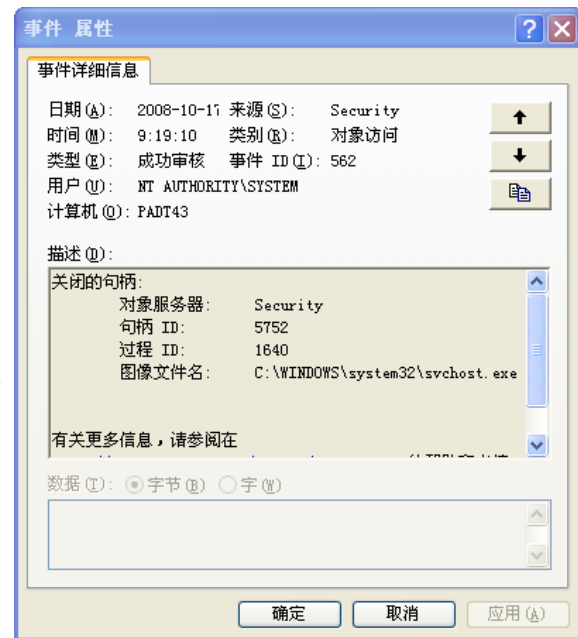 事件 属性
事件详细信息
日期(A): 2008-10-17 来源(S): Security
时间(M): 9:19:10 类别(R): 对象访问
类型(E): 成功审核 事件 ID(I): 562
用户(U): NT AUTHORITY\SYSTEM
计算机(O): PADT43
描述(D):
关闭的句柄:
对象服务器: Security
句柄 ID: 5752
过程 ID: 1640
图像文件名: C:\WINDOWS\system32\svchost.exe
有关更多信息，请参阅在
数据(T): 字节(B) 字(W)
确定 取消 应用(A)